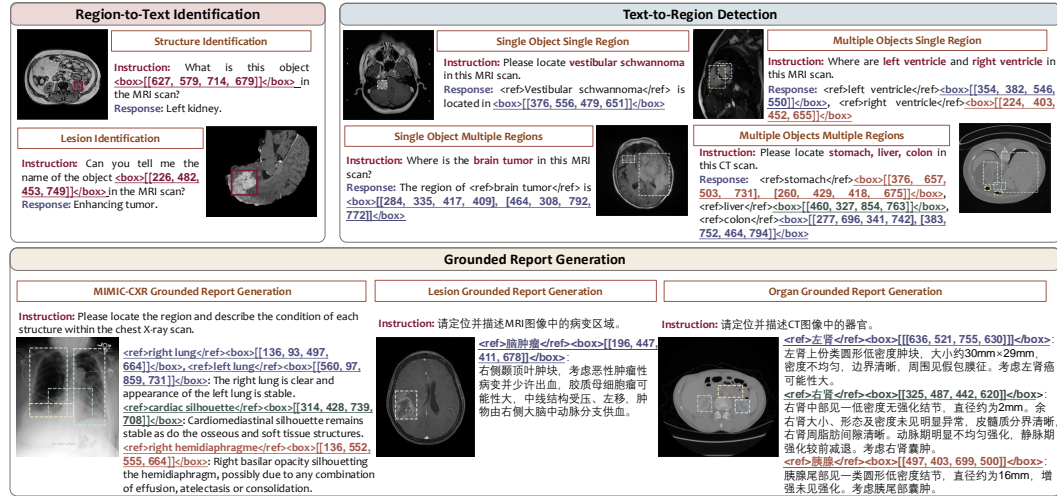 Region-to-Text Identification
Structure Identification
Instruction: What is this object
<box>[[627, 579, 714, 679]]</box> in
the MRI scan?
Response: Left kidney.
Lesion Identification
Instruction: Can you tell me the
name of the object <box>[[226, 482,
453, 749]]</box> in the MRI scan?
Response: Enhancing tumor.
Text-to-Region Detection
Single Object Single Region
Instruction: Please locate vestibular schwannoma
in this MRI scan.
Response: <ref>Vestibular schwannoma</ref> is
located in <box>[[376, 556, 479, 651]]</box>
Multiple Objects Single Region
Instruction: Where are left ventricle and right ventricle in
this MRI scan.
Response: <ref>left ventricle</ref><box>[[354, 382, 546,
550]]</box>, <ref>right ventricle</ref><box>[[224, 403,
452, 655]]</box>
Single Object Multiple Regions
Instruction: Where is the brain tumor in this MRI
scan?
Response: The region of <ref>brain tumor</ref> is
<box>[[284, 335, 417, 409], [464, 308, 792,
772]]</box>
Multiple Objects Multiple Regions
Instruction: Please locate stomach, liver, colon in
this CT scan.
Response: <ref>stomach</ref><box>[[376, 657,
503, 731], [260, 429, 418, 675]]</box>,
<ref>liver</ref><box>[[460, 327, 854, 763]]</box>,
<ref>colon</ref><box>[[277, 696, 341, 742], [383,
752, 464, 794]]</box>
Grounded Report Generation
MIMIC-CXR Grounded Report Generation
Instruction: Please locate the region and describe the condition of each
structure within the chest X-ray scan.
<ref>right lung</ref><box>[[136, 93, 497,
664]]</box>, <ref>left lung</ref><box>[[560, 97,
859, 731]]</box>: The right lung is clear and
appearance of the left lung is stable.
<ref>cardiac silhouette</ref><box>[[314, 428, 739,
708]]</box>: Cardiomediastinal silhouette remains
stable as do the osseous and soft tissue structures.
<ref>right hemidiaphragme</ref><box>[[136, 552,
555, 664]]</box>: Right basilar opacity silhouetting
the hemidiaphragm, possibly due to any combination
of effusion, atelectasis or consolidation.
Lesion Grounded Report Generation
Instruction: 请定位并描述MRI图像中的病变区域。
<ref>脑肿瘤</ref><box>[[196, 447,
411, 678]]</box>:
右侧颞顶叶肿块，考虑恶性肿瘤性
病变并少许出血，胶质母细胞瘤可
能性大，中线结构受压、左移，肿
物由右侧大脑中动脉分支供血。
Organ Grounded Report Generation
Instruction: 请定位并描述CT图像中的器官。
<ref>左肾</ref><box>[[[636, 521, 755, 630]]</box>:
左肾上份类圆形低密度肿块，大小约30mm×29mm，
密度不均匀，边界清晰，周围见假包膜征。考虑左肾癌
可能性大。
<ref>右肾</ref><box>[[325, 487, 442, 620]]</box>:
右肾中部见一低密度无强化结节，直径约为2mm。余
右肾大小、形态及密度未见明显异常，皮髓质分界清晰，
右肾周脂肪间隙清晰。动脉期明显不均匀强化，静脉期
强化较前减退。考虑右肾囊肿。
<ref>胰腺</ref><box>[[497, 403, 699, 500]]</box>:
胰腺尾部见一类圆形低密度结节，直径约为16mm，增
强未见强化。考虑胰尾部囊肿。